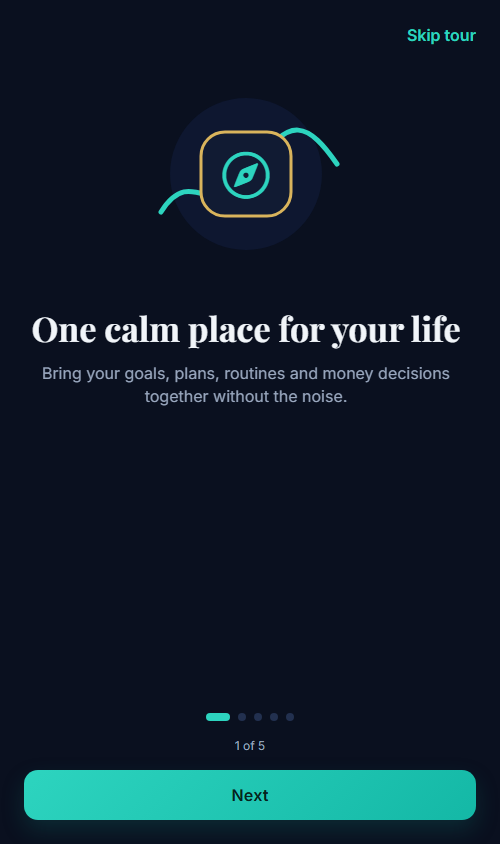 Skip tour
One calm place for your life
Bring your goals, plans, routines and money decisions
together without the noise.
1 of 5
Next